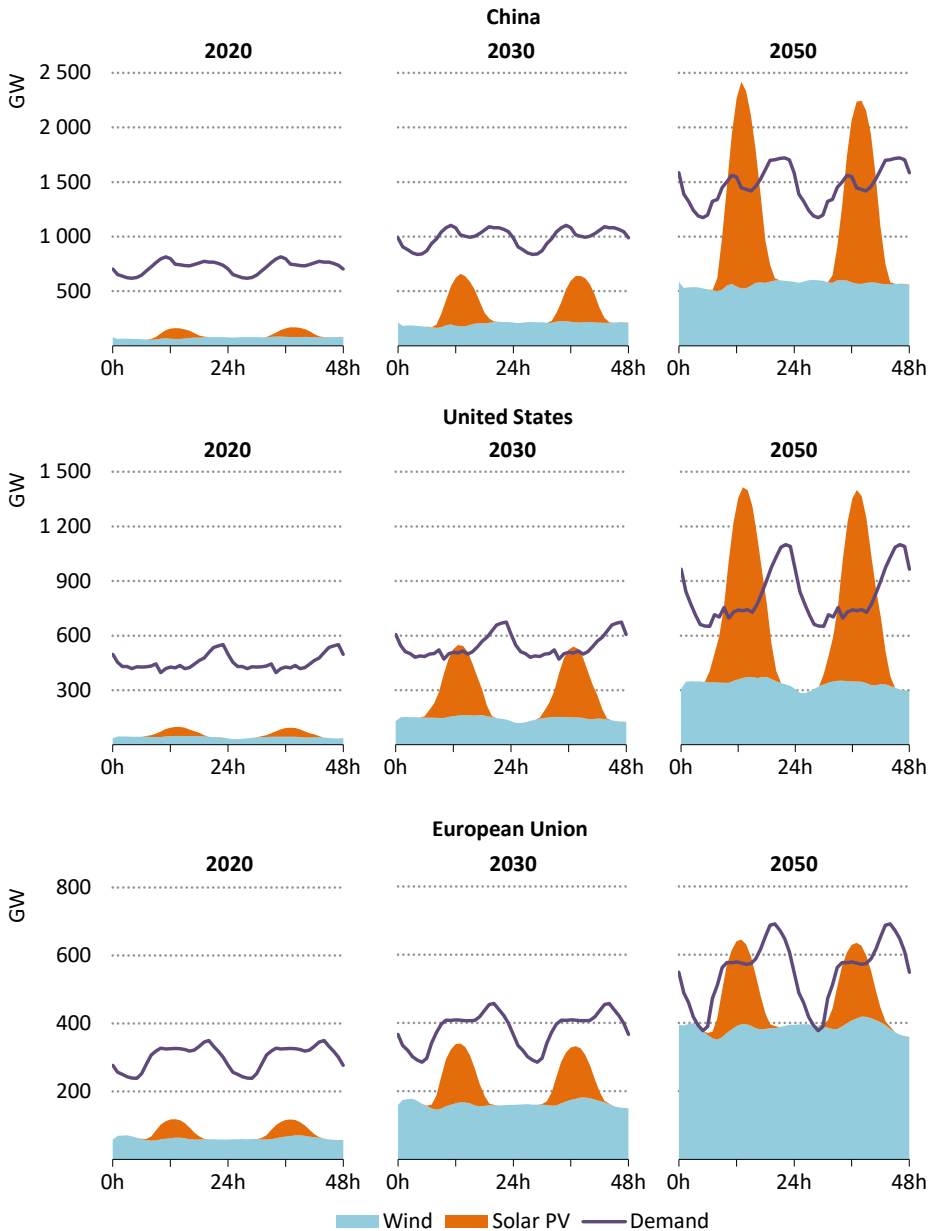 China
2020 2030 2050
GW
2 500
2 000
1 500
1 000
500
0h 24h 48h 0h 24h 48h 0h 24h 48h
United States
2020 2030 2050
GW
1 500
1 200
900
600
300
0h 24h 48h 0h 24h 48h 0h 24h 48h
European Union
2020 2030 2050
GW
800
600
400
200
0h 24h 48h 0h 24h 48h 0h 24h 48h
Wind Solar PV Demand